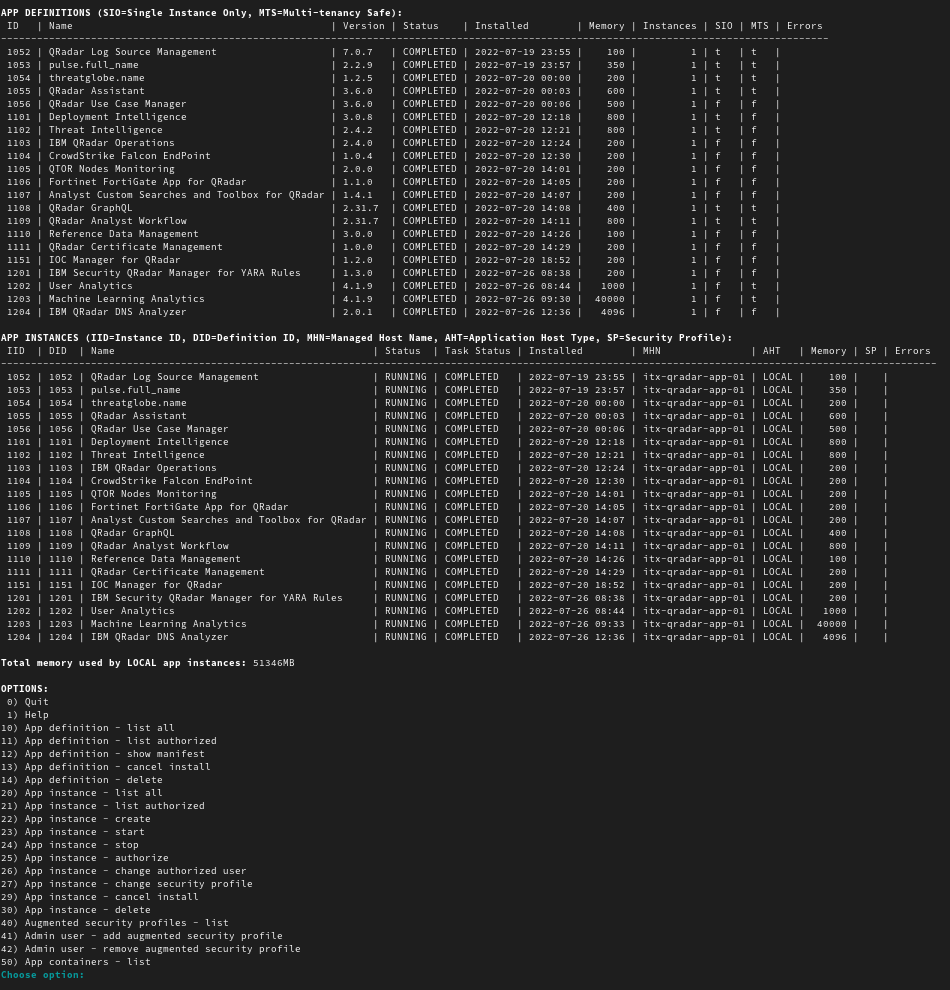 APP DEFINITIONS (SIO=Single Instance Only, MTS=Multi-tenancy Safe):
 ID   | Name                                           | Version | Status    | Installed        | Memory | Instances | SIO | MTS | Errors
------------------------------------------------------------------------------------------------------------------------------------------
 1052 | QRadar Log Source Management                   | 7.0.7   | COMPLETED | 2022-07-19 23:55 |    100 |         1 | t   | t   |
 1053 | pulse.full_name                                | 2.2.9   | COMPLETED | 2022-07-19 23:57 |    350 |         1 | t   | t   |
 1054 | threatglobe.name                               | 1.2.5   | COMPLETED | 2022-07-20 00:00 |    200 |         1 | t   | t   |
 1055 | QRadar Assistant                               | 3.6.0   | COMPLETED | 2022-07-20 00:03 |    600 |         1 | t   | t   |
 1056 | QRadar Use Case Manager                        | 3.6.0   | COMPLETED | 2022-07-20 00:06 |    500 |         1 | f   | f   |
 1101 | Deployment Intelligence                        | 3.0.8   | COMPLETED | 2022-07-20 12:18 |    800 |         1 | t   | f   |
 1102 | Threat Intelligence                            | 2.4.2   | COMPLETED | 2022-07-20 12:21 |    800 |         1 | t   | f   |
 1103 | IBM QRadar Operations                          | 2.4.0   | COMPLETED | 2022-07-20 12:24 |    200 |         1 | f   | f   |
 1104 | CrowdStrike Falcon EndPoint                    | 1.0.4   | COMPLETED | 2022-07-20 12:30 |    200 |         1 | f   | f   |
 1105 | QTOR Nodes Monitoring                          | 2.0.0   | COMPLETED | 2022-07-20 14:01 |    200 |         1 | f   | f   |
 1106 | Fortinet FortiGate App for QRadar              | 1.1.0   | COMPLETED | 2022-07-20 14:05 |    200 |         1 | f   | f   |
 1107 | Analyst Custom Searches and Toolbox for QRadar | 1.4.1   | COMPLETED | 2022-07-20 14:07 |    200 |         1 | f   | f   |
 1108 | QRadar GraphQL                                 | 2.31.7  | COMPLETED | 2022-07-20 14:08 |    400 |         1 | t   | t   |
 1109 | QRadar Analyst Workflow                        | 2.31.7  | COMPLETED | 2022-07-20 14:11 |    800 |         1 | t   | t   |
 1110 | Reference Data Management                      | 3.0.0   | COMPLETED | 2022-07-20 14:26 |    100 |         1 | f   | f   |
 1111 | QRadar Certificate Management                  | 1.0.0   | COMPLETED | 2022-07-20 14:29 |    200 |         1 | f   | f   |
 1151 | IOC Manager for QRadar                         | 1.2.0   | COMPLETED | 2022-07-20 18:52 |    200 |         1 | f   | f   |
 1201 | IBM Security QRadar Manager for YARA Rules     | 1.3.0   | COMPLETED | 2022-07-26 08:38 |    200 |         1 | f   | f   |
 1202 | User Analytics                                 | 4.1.9   | COMPLETED | 2022-07-26 08:44 |   1000 |         1 | f   | t   |
 1203 | Machine Learning Analytics                     | 4.1.9   | COMPLETED | 2022-07-26 09:30 |  40000 |         1 | f   | t   |
 1204 | IBM QRadar DNS Analyzer                        | 2.0.1   | COMPLETED | 2022-07-26 12:36 |   4096 |         1 | f   | f   |
APP INSTANCES (IID=Instance ID, DID=Definition ID, MHN=Managed Host Name, AHT=Application Host Type, SP=Security Profile):
 IID  | DID  | Name                                           | Status  | Task Status | Installed        | MHN               | AHT   | Memory | SP | Errors
------------------------------------------------------------------------------------------------------------------------------------------------------------
 1052 | 1052 | QRadar Log Source Management                   | RUNNING | COMPLETED   | 2022-07-19 23:55 | itx-qradar-app-01 | LOCAL |    100 |    |
 1053 | 1053 | pulse.full_name                                | RUNNING | COMPLETED   | 2022-07-19 23:57 | itx-qradar-app-01 | LOCAL |    350 |    |
 1054 | 1054 | threatglobe.name                               | RUNNING | COMPLETED   | 2022-07-20 00:00 | itx-qradar-app-01 | LOCAL |    200 |    |
 1055 | 1055 | QRadar Assistant                               | RUNNING | COMPLETED   | 2022-07-20 00:03 | itx-qradar-app-01 | LOCAL |    600 |    |
 1056 | 1056 | QRadar Use Case Manager                        | RUNNING | COMPLETED   | 2022-07-20 00:06 | itx-qradar-app-01 | LOCAL |    500 |    |
 1101 | 1101 | Deployment Intelligence                        | RUNNING | COMPLETED   | 2022-07-20 12:18 | itx-qradar-app-01 | LOCAL |    800 |    |
 1102 | 1102 | Threat Intelligence                            | RUNNING | COMPLETED   | 2022-07-20 12:21 | itx-qradar-app-01 | LOCAL |    800 |    |
 1103 | 1103 | IBM QRadar Operations                          | RUNNING | COMPLETED   | 2022-07-20 12:24 | itx-qradar-app-01 | LOCAL |    200 |    |
 1104 | 1104 | CrowdStrike Falcon EndPoint                    | RUNNING | COMPLETED   | 2022-07-20 12:30 | itx-qradar-app-01 | LOCAL |    200 |    |
 1105 | 1105 | QTOR Nodes Monitoring                          | RUNNING | COMPLETED   | 2022-07-20 14:01 | itx-qradar-app-01 | LOCAL |    200 |    |
 1106 | 1106 | Fortinet FortiGate App for QRadar              | RUNNING | COMPLETED   | 2022-07-20 14:05 | itx-qradar-app-01 | LOCAL |    200 |    |
 1107 | 1107 | Analyst Custom Searches and Toolbox for QRadar | RUNNING | COMPLETED   | 2022-07-20 14:07 | itx-qradar-app-01 | LOCAL |    200 |    |
 1108 | 1108 | QRadar GraphQL                                 | RUNNING | COMPLETED   | 2022-07-20 14:08 | itx-qradar-app-01 | LOCAL |    400 |    |
 1109 | 1109 | QRadar Analyst Workflow                        | RUNNING | COMPLETED   | 2022-07-20 14:11 | itx-qradar-app-01 | LOCAL |    800 |    |
 1110 | 1110 | Reference Data Management                      | RUNNING | COMPLETED   | 2022-07-20 14:26 | itx-qradar-app-01 | LOCAL |    100 |    |
 1111 | 1111 | QRadar Certificate Management                  | RUNNING | COMPLETED   | 2022-07-20 14:29 | itx-qradar-app-01 | LOCAL |    200 |    |
 1151 | 1151 | IOC Manager for QRadar                         | RUNNING | COMPLETED   | 2022-07-20 18:52 | itx-qradar-app-01 | LOCAL |    200 |    |
 1201 | 1201 | IBM Security QRadar Manager for YARA Rules     | RUNNING | COMPLETED   | 2022-07-26 08:38 | itx-qradar-app-01 | LOCAL |    200 |    |
 1202 | 1202 | User Analytics                                 | RUNNING | COMPLETED   | 2022-07-26 08:44 | itx-qradar-app-01 | LOCAL |   1000 |    |
 1203 | 1203 | Machine Learning Analytics                     | RUNNING | COMPLETED   | 2022-07-26 09:33 | itx-qradar-app-01 | LOCAL |  40000 |    |
 1204 | 1204 | IBM QRadar DNS Analyzer                        | RUNNING | COMPLETED   | 2022-07-26 12:36 | itx-qradar-app-01 | LOCAL |   4096 |    |
Total memory used by LOCAL app instances: 51346MB
OPTIONS:
 0) Quit
 1) Help
10) App definition - list all
11) App definition - list authorized
12) App definition - show manifest
13) App definition - cancel install
14) App definition - delete
20) App instance - list all
21) App instance - list authorized
22) App instance - create
23) App instance - start
24) App instance - stop
25) App instance - authorize
26) App instance - change authorized user
27) App instance - change security profile
29) App instance - cancel install
30) App instance - delete
40) Augmented security profiles - list
41) Admin user - add augmented security profile
42) Admin user - remove augmented security profile
50) App containers - list
Choose option: